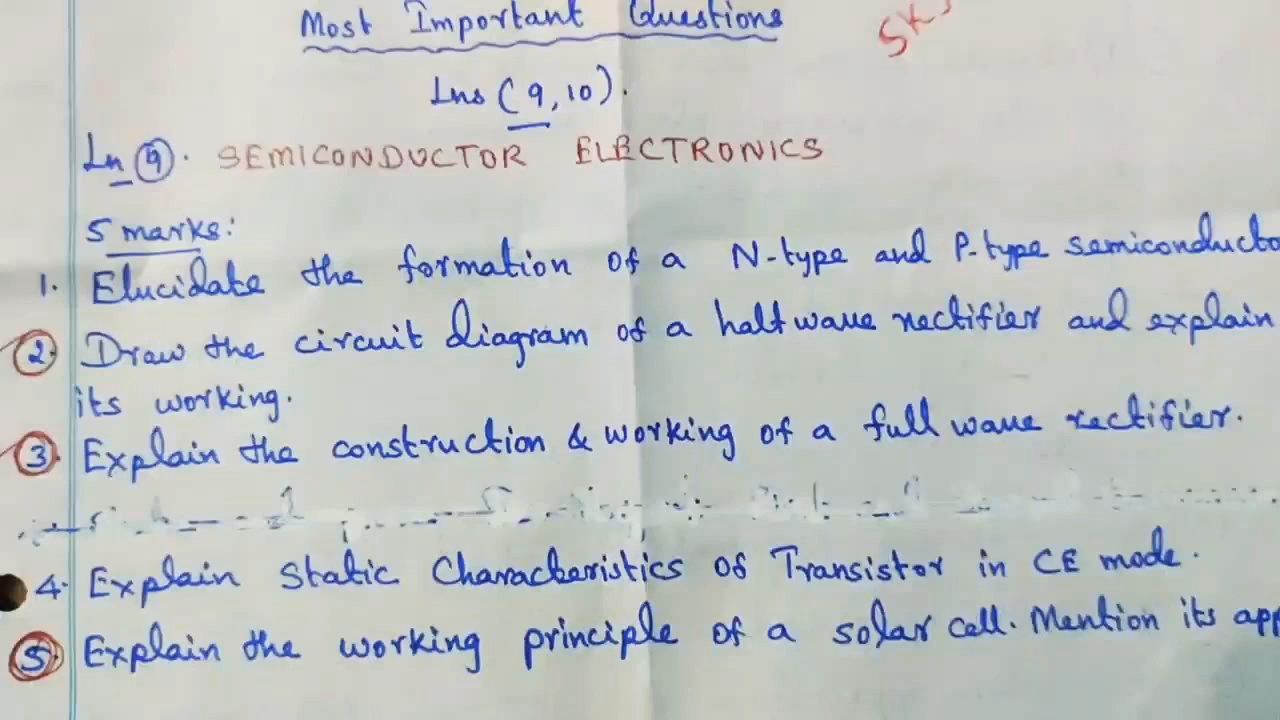 Most Important Questions
Lns (9,10).
Ln 9. SEMICONDUCTOR ELECTRONICS
5 marks:
1. Elucidate the formation of a N-type and P-type semiconducto
2. Draw the circuit diagram of a half wave rectifier and explain
its working.
3. Explain the construction & working of a full wave rectifier.
4. Explain Static Characteristics of Transistor in CE mode.
5. Explain the working principle of a solar cell. Mention its app